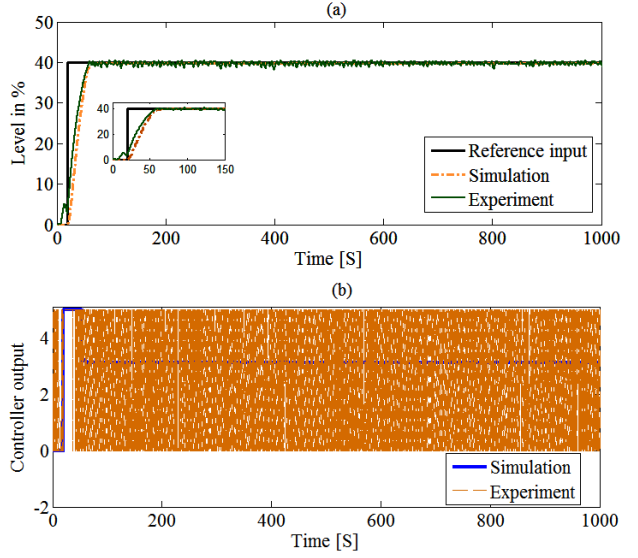 (a)
50
40
30
20
10
0
Level in %
40
20
0
0
50
100
150
Reference input
Simulation
Experiment
0
200
400
600
800
1000
Time [S]
(b)
4
2
0
-2
Controller output
Simulation
Experiment
0
200
400
600
800
1000
Time [S]